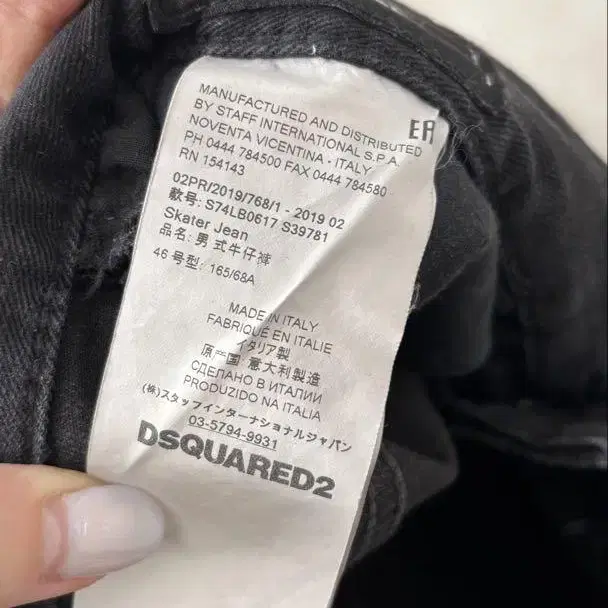 MANUFACTURED AND DISTRIBUTED
BY STAFF INTERNATIONAL S.P.A.
NOVENTA VICENTINA - ITALY
PH 0444 784500 FAX 0444 784580
RN 154143
02PR/2019/768/1 - 2019 02
款号: S74LB0617 S39781
Skater Jean
品名: 男 式牛仔裤
46 号型: 165/68A
MADE IN ITALY
FABRIQUÉ EN ITALIE
イタリア製
原产国 意大利製造
СДЕЛАНО В ИТАЛИИ
PRODUZIDO NA ITALIA
(株)スタッフインターナショナルジャパン
03-5794-9931
DSQUARED2